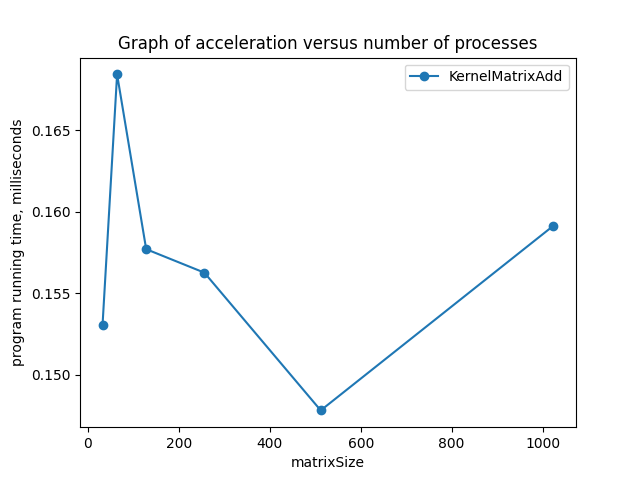 Graph of acceleration versus number of processes
KernelMatrixAdd
program running time, milliseconds
0.165
0.160
0.155
0.150
0 200 400 600 800 1000
matrixSize